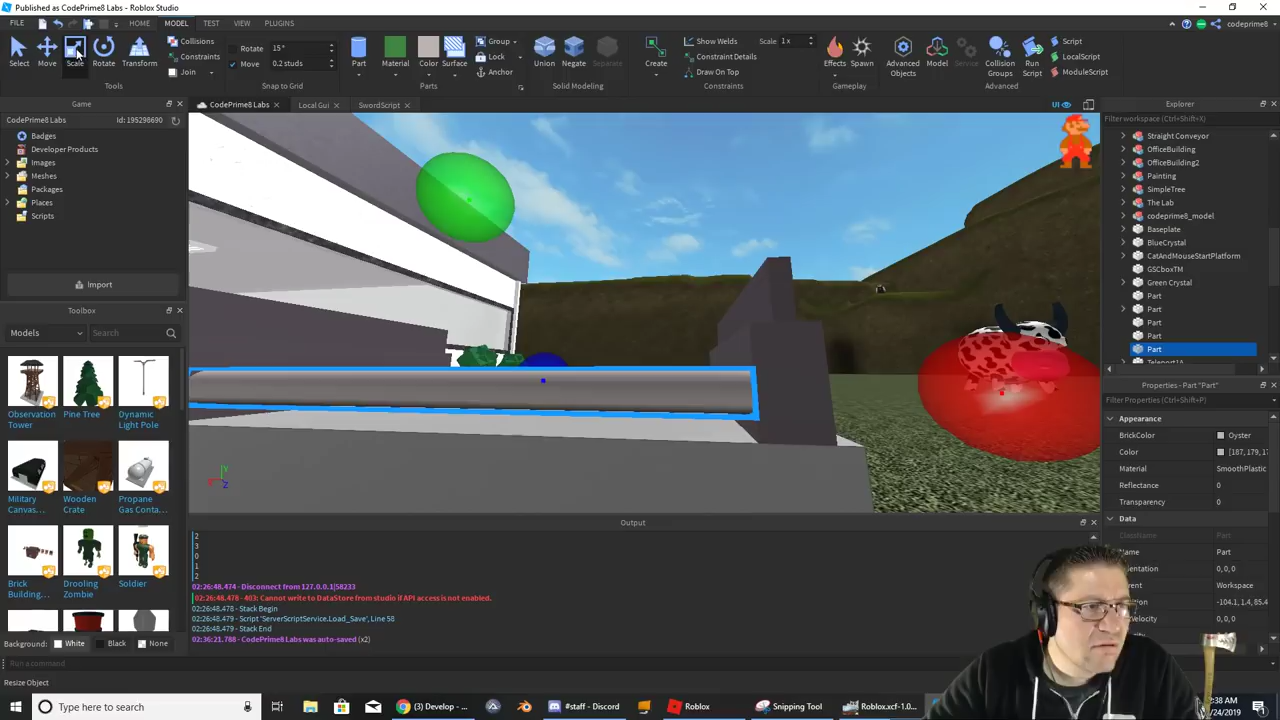 Published as CodePrime8 Labs - Roblox Studio
FILE
HOME
MODEL
TEST
VIEW
PLUGINS
codeprime8
Select
Move
Scale
Rotate
Transform
Collisions
Constraints
Join
Tools
Rotate
15°
Move
0.2 studs
Snap to Grid
Part
Material
Color
Surface
Group
Lock
Anchor
Parts
Union
Negate
Separate
Solid Modeling
Create
Show Welds
Scale
1x
Constraint Details
Draw On Top
Constraints
Effects
Spawn
Gameplay
Advanced
Objects
Model
Service
Collision
Groups
Run
Script
Script
LocalScript
ModuleScript
Advanced
Game
CodePrime8 Labs
Id: 195298690
Badges
Developer Products
Images
Meshes
Packages
Places
Scripts
Import
Toolbox
Models
Search
Observation
Tower
Pine Tree
Dynamic
Light Pole
Military
Canvas...
Wooden
Crate
Propane
Gas Conta...
Brick
Building...
Drooling
Zombie
Soldier
Background:
White
Black
None
CodePrime8 Labs
Local Gui
SwordScript
UI
Y
Z
Output
2
3
0
1
2
02:26:48.474 - Disconnect from 127.0.0.1|58233
02:26:48.478 - 403: Cannot write to DataStore from studio if API access is not enabled.
02:26:48.478 - Stack Begin
02:26:48.479 - Script 'ServerScriptService.Load_Save', Line 58
02:26:48.479 - Stack End
02:36:21.788 - CodePrime8 Labs was auto-saved (x2)
Explorer
Filter workspace (Ctrl+Shift+X)
Straight Conveyor
OfficeBuilding
OfficeBuilding2
Painting
SimpleTree
The Lab
codeprime8_model
Baseplate
BlueCrystal
CatAndMouseStartPlatform
GSCboxTM
Green Crystal
Part
Part
Part
Part
Part
Properties - Part "Part"
Filter Properties (Ctrl+Shift+P)
Appearance
BrickColor
Oyster
Color
[187, 179, 17
Material
SmoothPlastic
Reflectance
0
Transparency
0
Data
ClassName
Part
Name
Part
Orientation
0, 0, 0
Workspace
-104.1, 1.4, 85.4
0, 0, 0
0, 0, 0
Run a command
Resize Object
Type here to search
(3) Develop - ...
#staff - Discord
Roblox
Snipping Tool
Roblox.xcf-1.0...